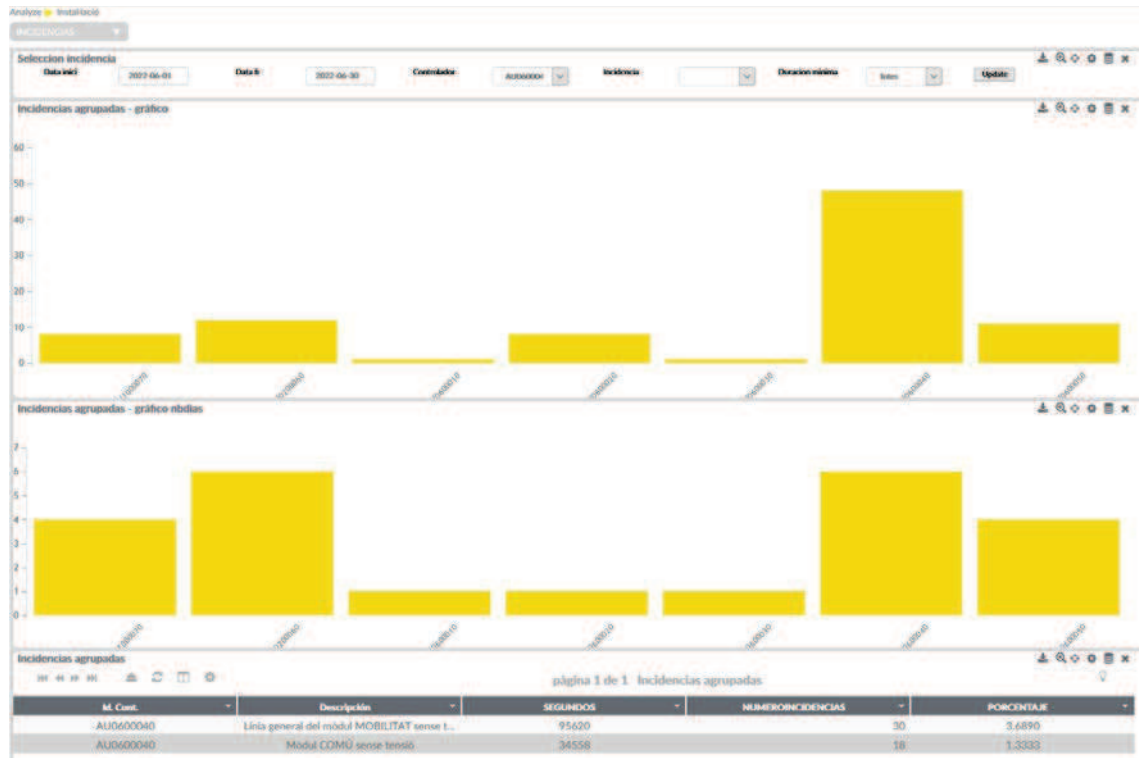 Analyze Instal·lació
INCIDENCIAS
Seleccion incidencia
Data inici 2022-06-01 Data fi 2022-06-30 Controlador Incidencia Duracion minima Update
Incidencias agrupadas - gráfico
60
50
40
30
20
10
0
Incidencias agrupadas - gráfico nbdias
7
6
5
4
3
2
1
0
Incidencias agrupadas
página 1 de 1 Incidencias agrupadas
Id. Cont. Descripción SEGUNDOS NUMEROINCIDENCIAS PORCENTAJE
AU0600040 Línia general del mòdul MOBILITAT sense t... 95620 30 3.6890
AU0600040 Mòdul COMÚ sense tensió 34558 18 1.3333